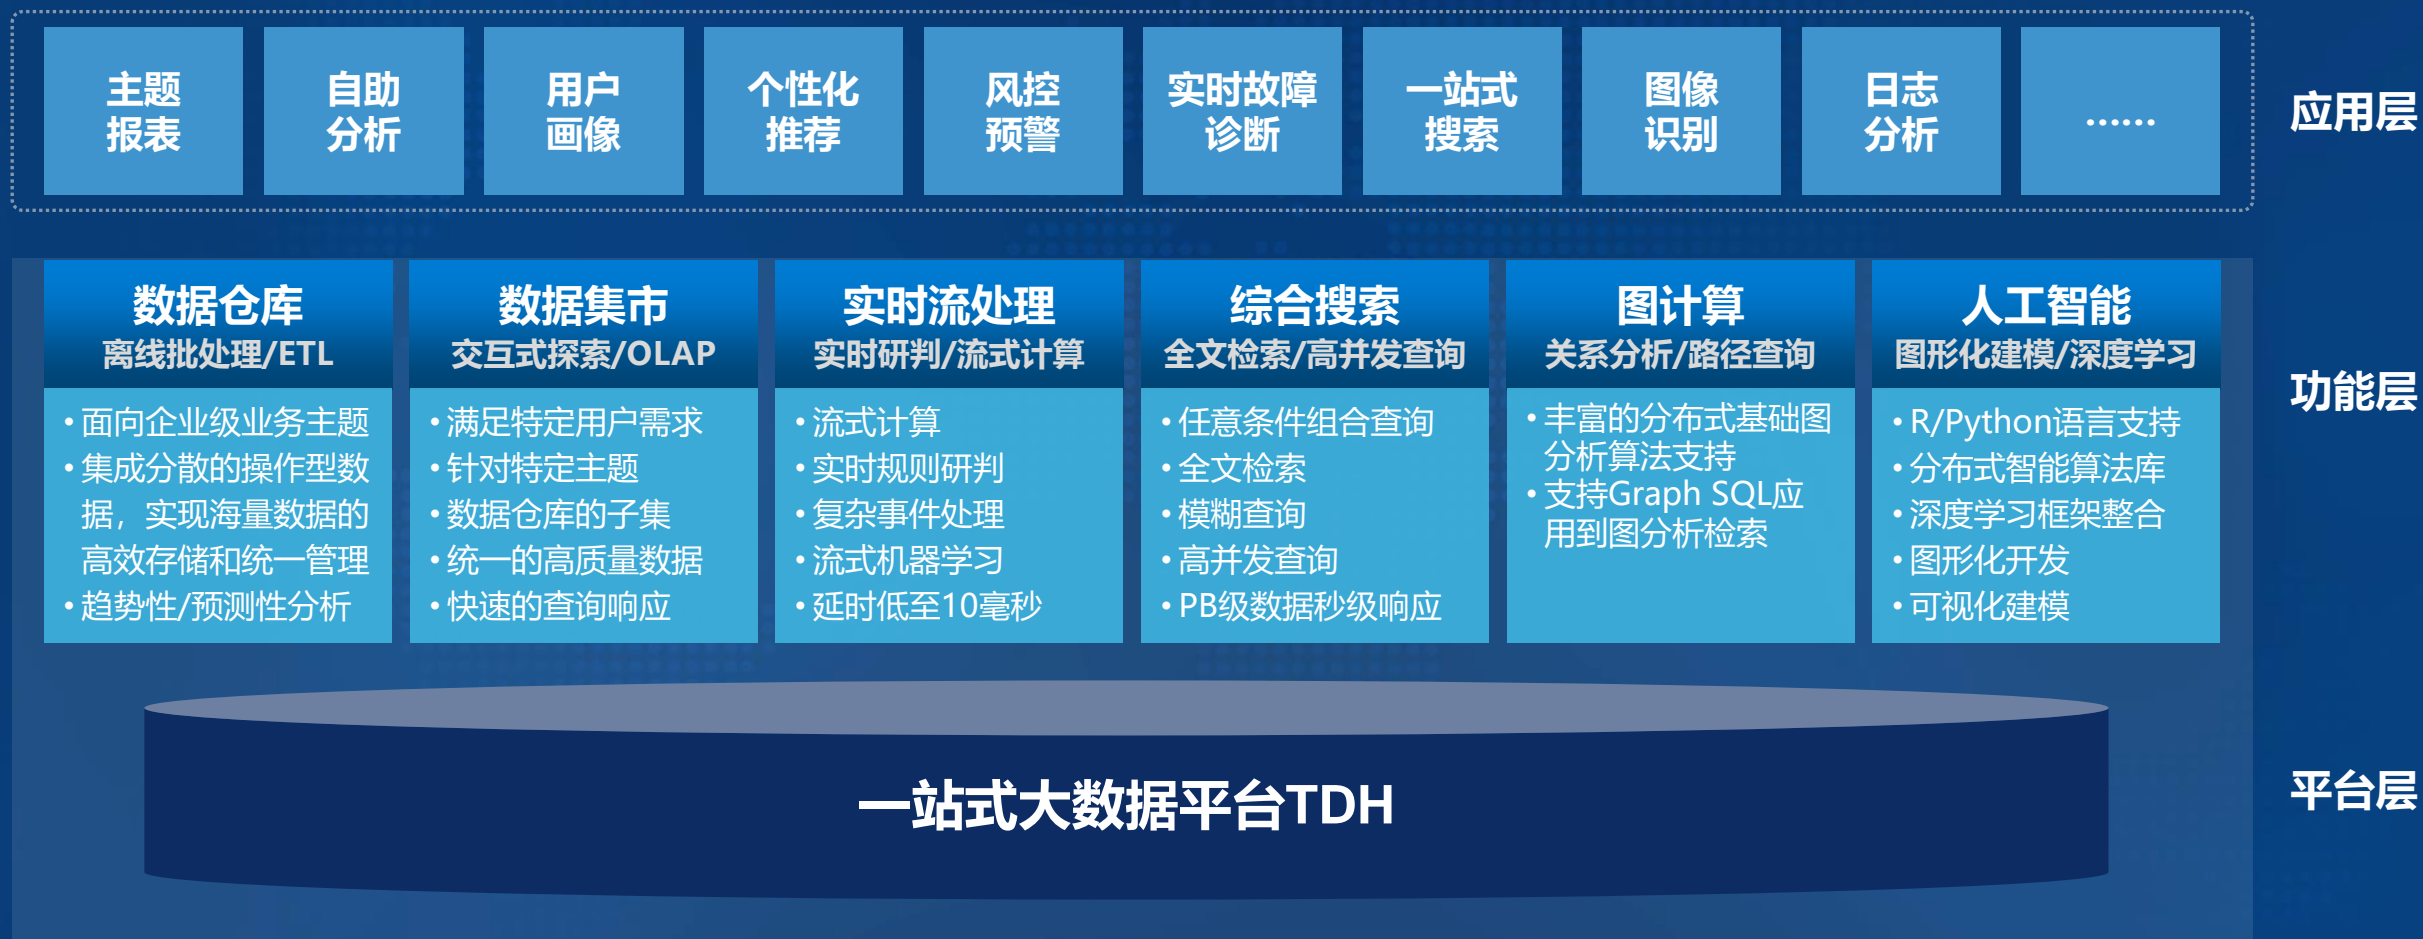 主题
报表
自助
分析
用户
画像
个性化
推荐
风控
预警
实时故障
诊断
一站式
搜索
图像
识别
日志
分析
……
应用层
数据仓库
离线批处理/ETL
• 面向企业级业务主题
• 集成分散的操作型数
据，实现海量数据的
高效存储和统一管理
• 趋势性/预测性分析
数据集市
交互式探索/OLAP
• 满足特定用户需求
• 针对特定主题
• 数据仓库的子集
• 统一的高质量数据
• 快速的查询响应
实时流处理
实时研判/流式计算
• 流式计算
• 实时规则研判
• 复杂事件处理
• 流式机器学习
• 延时低至10毫秒
综合搜索
全文检索/高并发查询
• 任意条件组合查询
• 全文检索
• 模糊查询
• 高并发查询
• PB级数据秒级响应
图计算
关系分析/路径查询
• 丰富的分布式基础图
分析算法支持
• 支持Graph SQL应
用到图分析检索
人工智能
图形化建模/深度学习
• R/Python语言支持
• 分布式智能算法库
• 深度学习框架整合
• 图形化开发
• 可视化建模
功能层
一站式大数据平台TDH
平台层